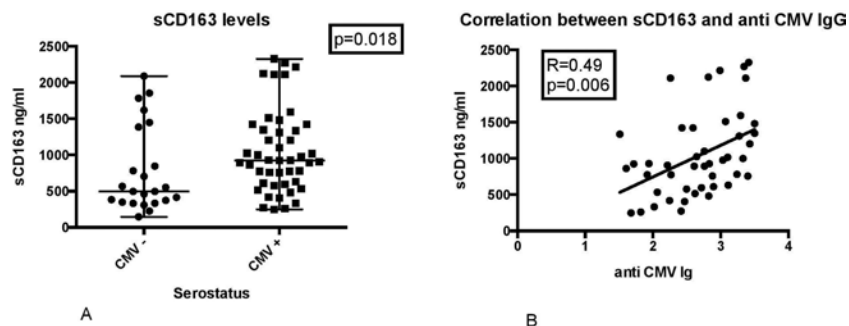 sCD163 levels
p=0.018
sCD163 ng/ml
2500
2000
1500
1000
500
0
CMV -
CMV +
Serostatus
A
Correlation between sCD163 and anti CMV IgG
R=0.49
p=0.006
sCD163 ng/ml
2500
2000
1500
1000
500
0
0 1 2 3 4
anti CMV Ig
B